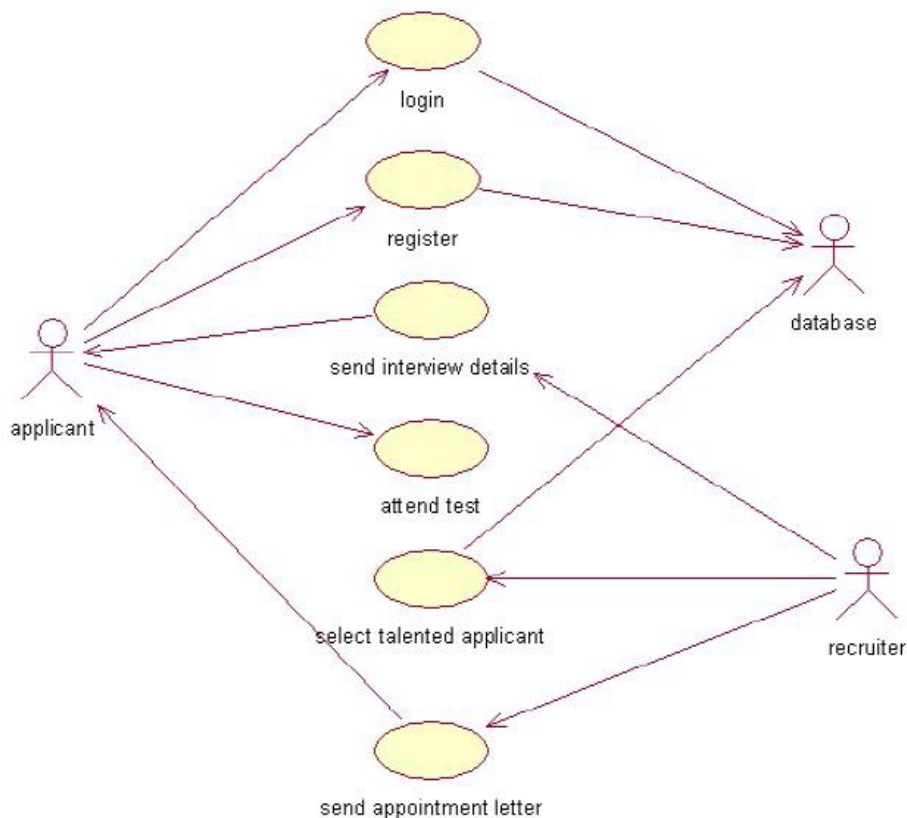 login
register
database
send interview details
applicant
attend test
select talented applicant
recruiter
send appointment letter